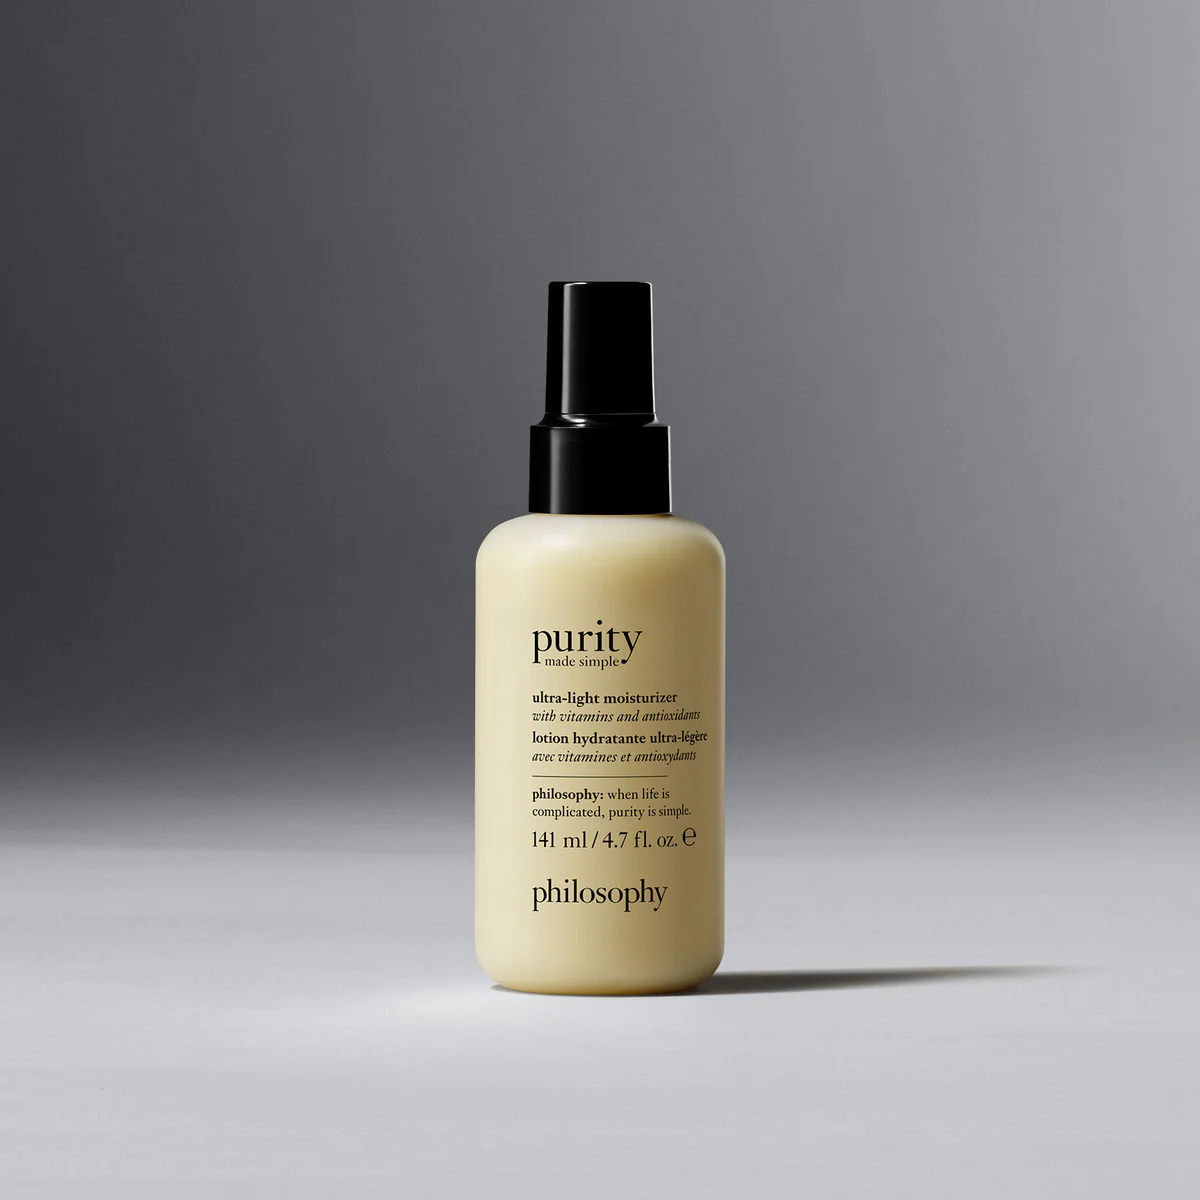 purity
made simple
ultra-light moisturizer
with vitamins and antioxidants
lotion hydratante ultra-légère
avec vitamines et antioxydants
philosophy: when life is
complicated, purity is simple.
141 ml / 4.7 fl. oz. ℮
philosophy